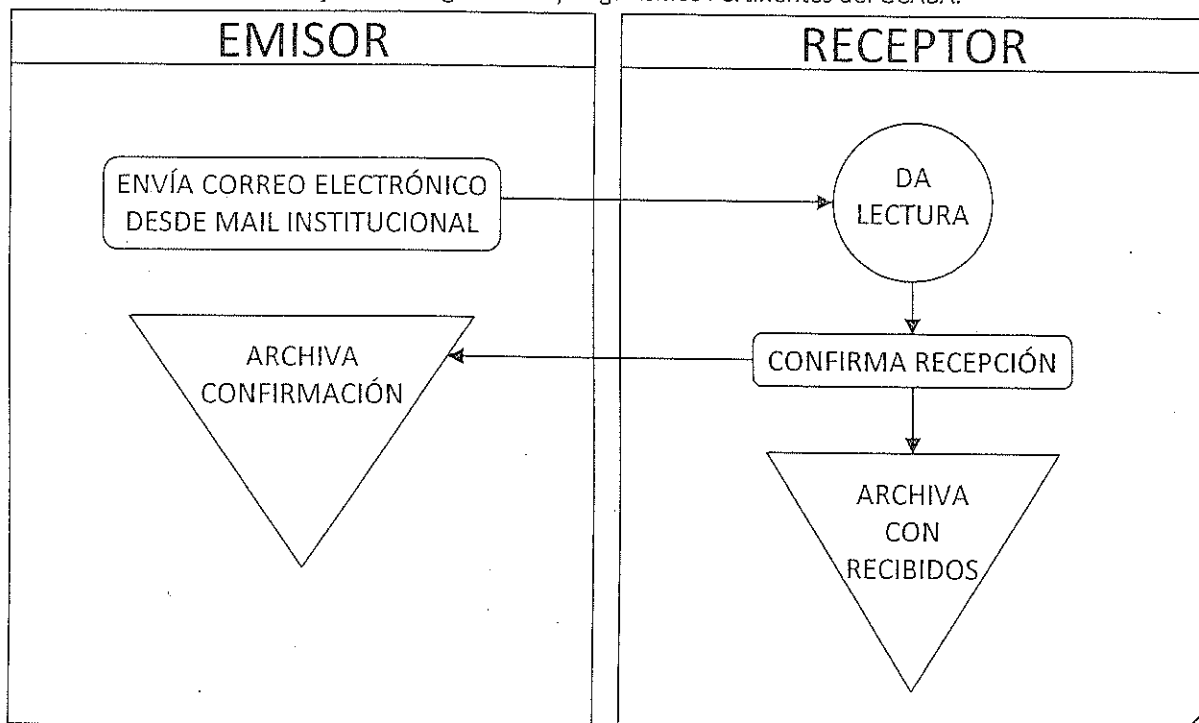 EMISOR
RECEPTOR
ENVÍA CORREO ELECTRÓNICO
DESDE MAIL INSTITUCIONAL
DA
LECTURA
CONFIRMA RECEPCIÓN
ARCHIVA
CONFIRMACIÓN
ARCHIVA
CON
RECIBIDOS